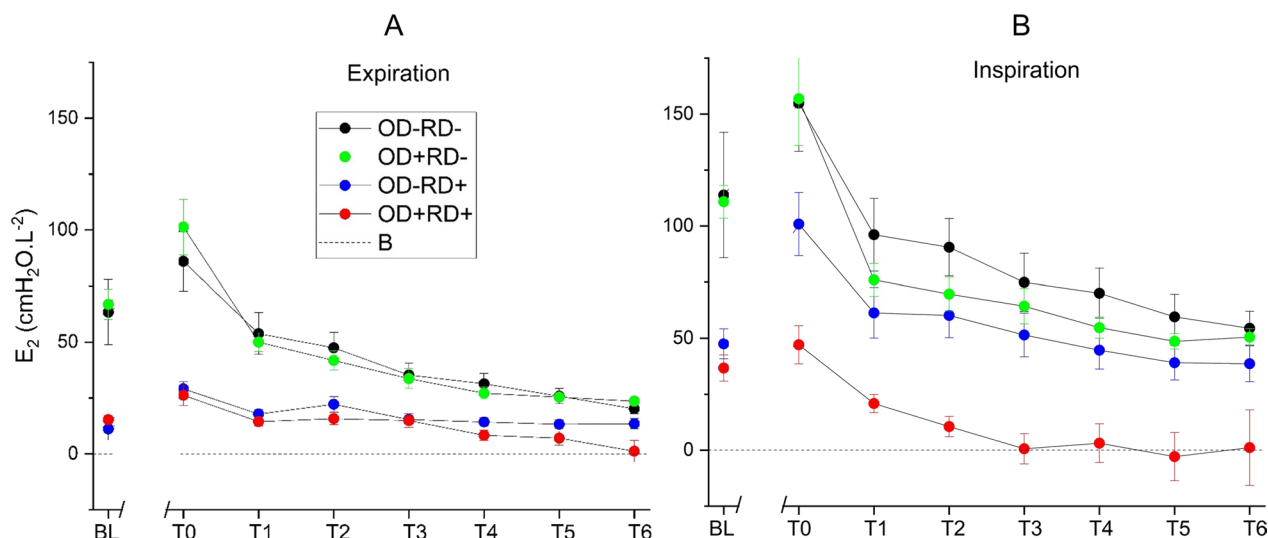 A
B
Expiration
Inspiration
E₂ (cmH₂O.L⁻²)
150
100
50
0
OD-RD-
OD+RD-
OD-RD+
OD+RD+
B
BL T0 T1 T2 T3 T4 T5 T6
150
100
50
0
BL T0 T1 T2 T3 T4 T5 T6